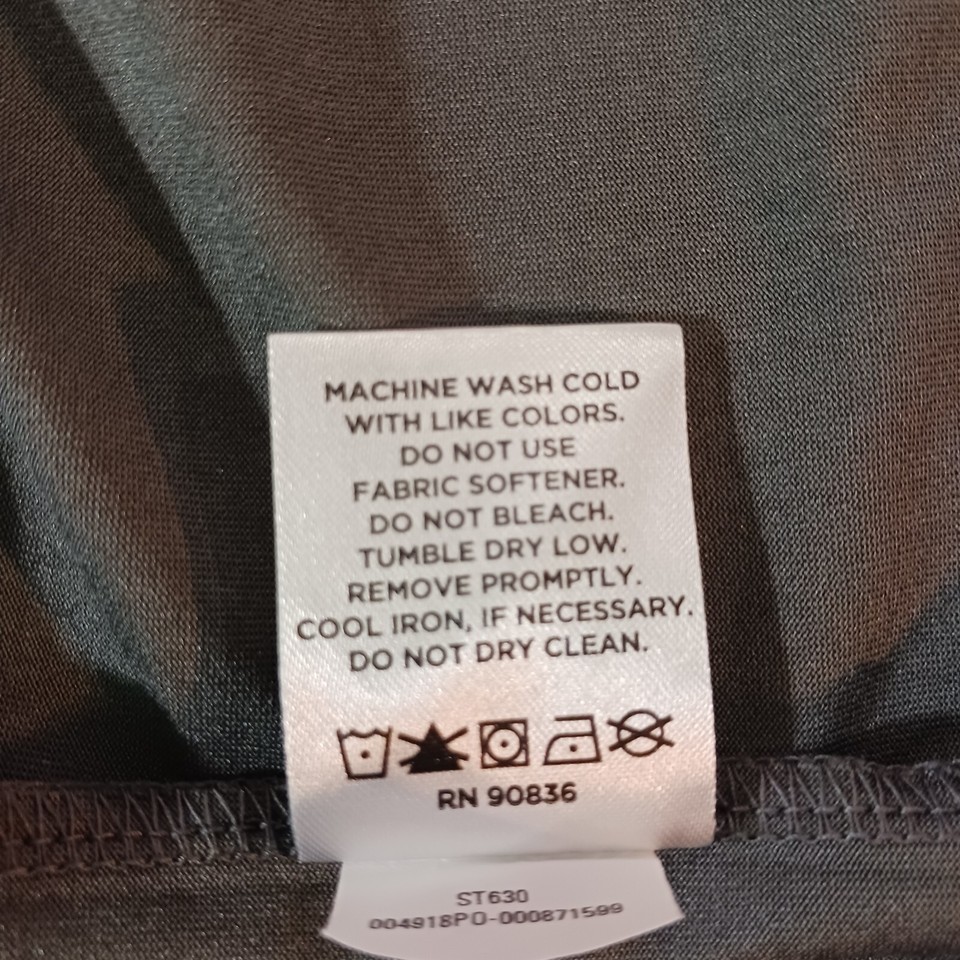 MACHINE WASH COLD
WITH LIKE COLORS.
DO NOT USE
FABRIC SOFTENER.
DO NOT BLEACH.
TUMBLE DRY LOW.
REMOVE PROMPTLY.
COOL IRON, IF NECESSARY.
DO NOT DRY CLEAN.
RN 90836
ST630
004918PO-000871599